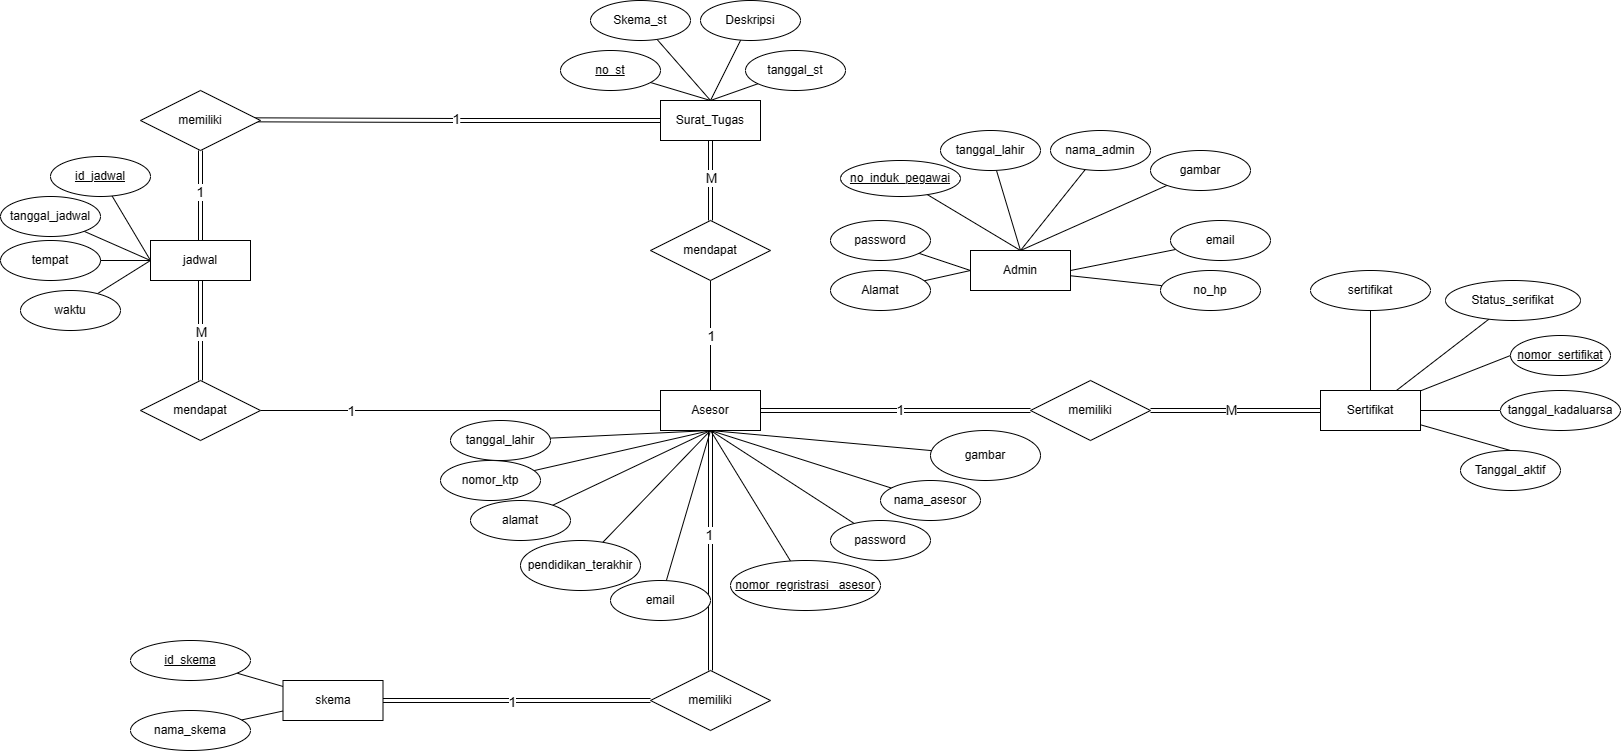 Skema_st
Deskripsi
no_st
tanggal_st
memiliki
1
Surat_Tugas
tanggal_lahir
nama_admin
gambar
no_induk_pegawai
id_jadwal
M
1
tanggal_jadwal
password
email
mendapat
tempat
jadwal
Admin
Alamat
no_hp
sertifikat
Status_serifikat
waktu
M
1
nomor_sertifikat
mendapat
1
Asesor
1
memiliki
M
Sertifikat
tanggal_kadaluarsa
tanggal_lahir
gambar
Tanggal_aktif
nomor_ktp
nama_asesor
alamat
1
password
pendidikan_terakhir
nomor_regristrasi__asesor
email
id_skema
skema
1
memiliki
nama_skema